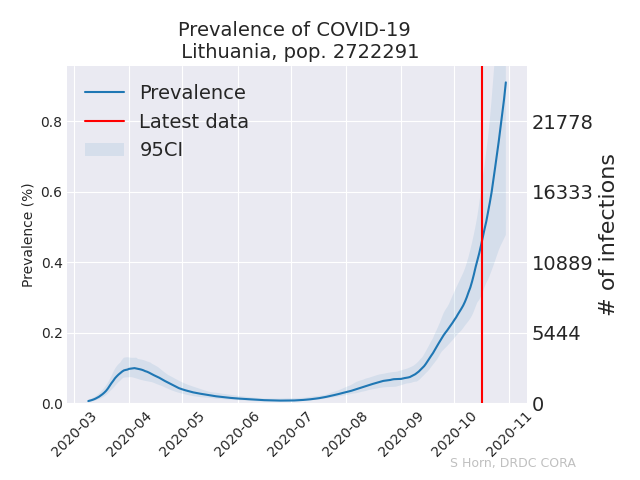 Prevalence of COVID-19
Lithuania, pop. 2722291
Prevalence
Latest data
95CI
Prevalence (%)
0.8
0.6
0.4
0.2
0.0
21778
16333
10889
5444
0
# of infections
2020-03
2020-04
2020-05
2020-06
2020-07
2020-08
2020-09
2020-10
2020-11
S Horn, DRDC CORA